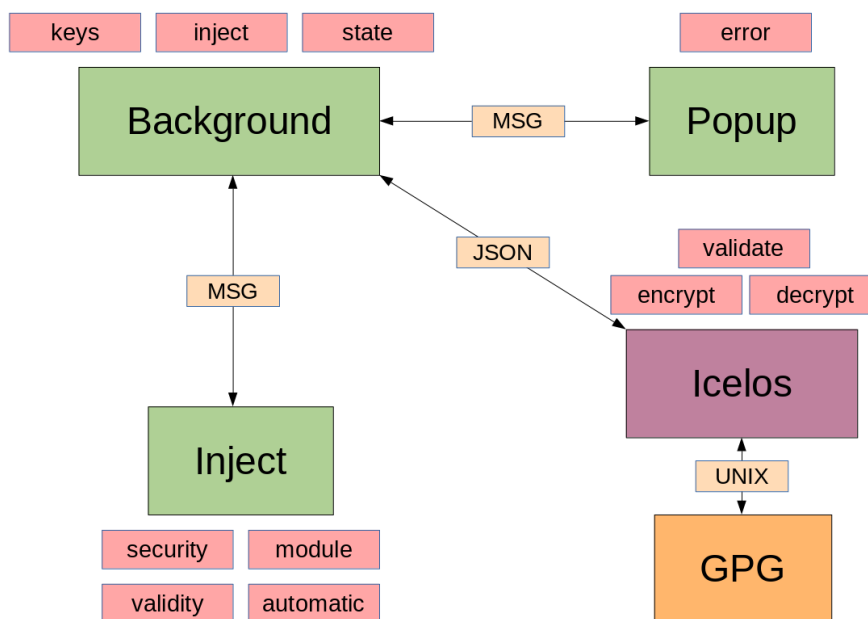 keys
inject
state
error
Background
MSG
Popup
validate
JSON
encrypt
decrypt
MSG
Icelos
Inject
UNIX
security
module
GPG
validity
automatic